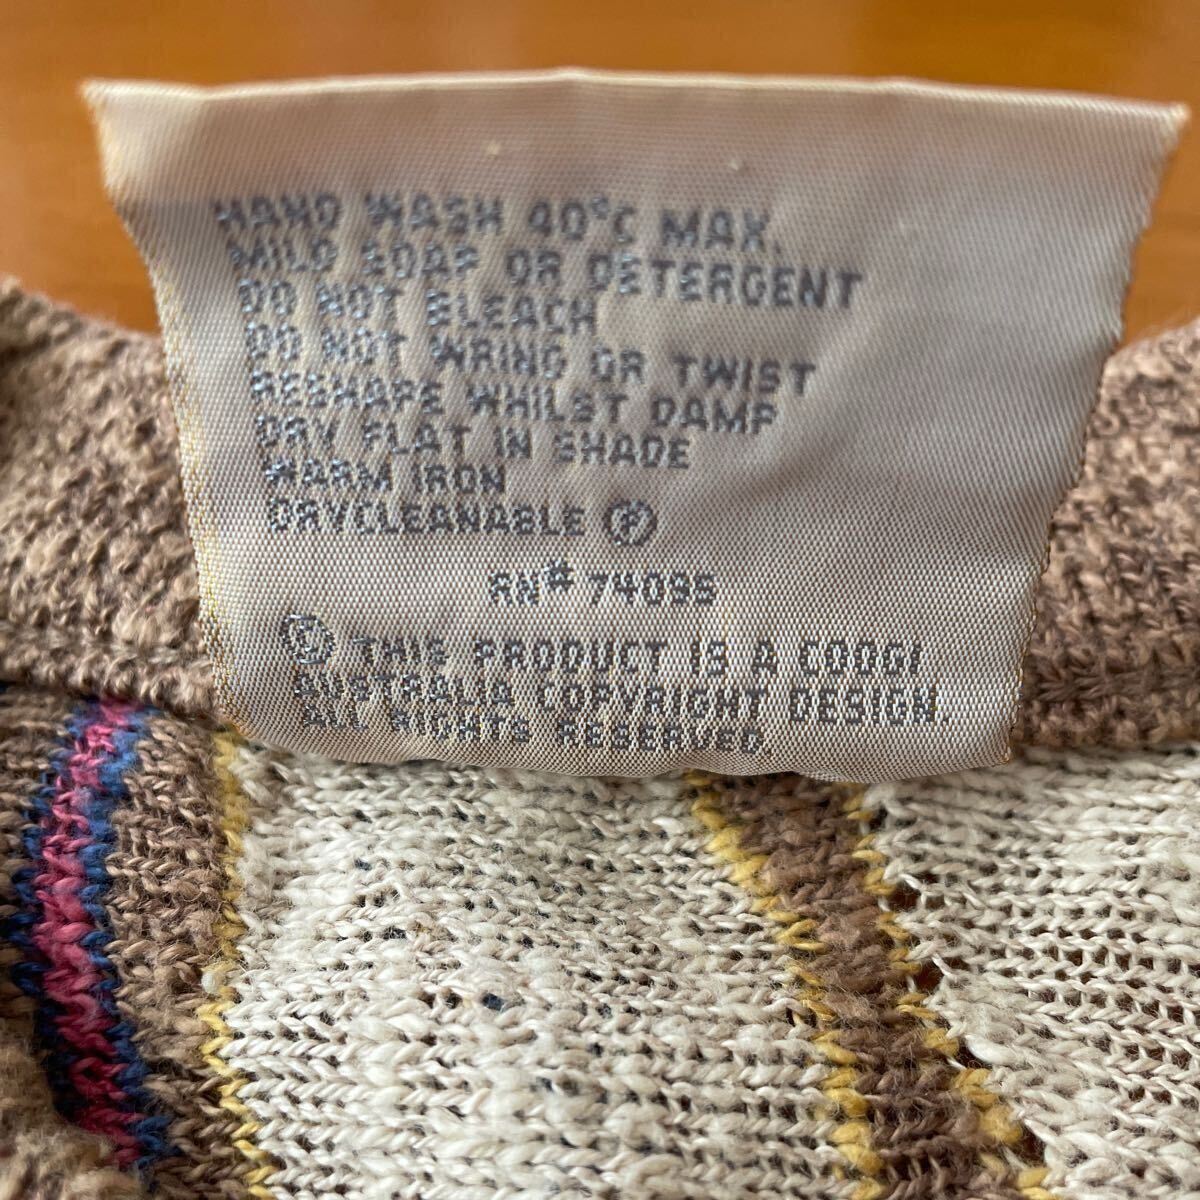 HAND WASH 40°C MAX.
MILD SOAP OR DETERGENT
DO NOT BLEACH
DO NOT WRING OR TWIST
RESHAPE WHILST DAMP
DRY FLAT IN SHADE
WARM IRON
DRYCLEANABLE Ⓟ
RN# 74095
© THIS PRODUCT IS A COOGI
AUSTRALIA COPYRIGHT DESIGN.
ALL RIGHTS RESERVED